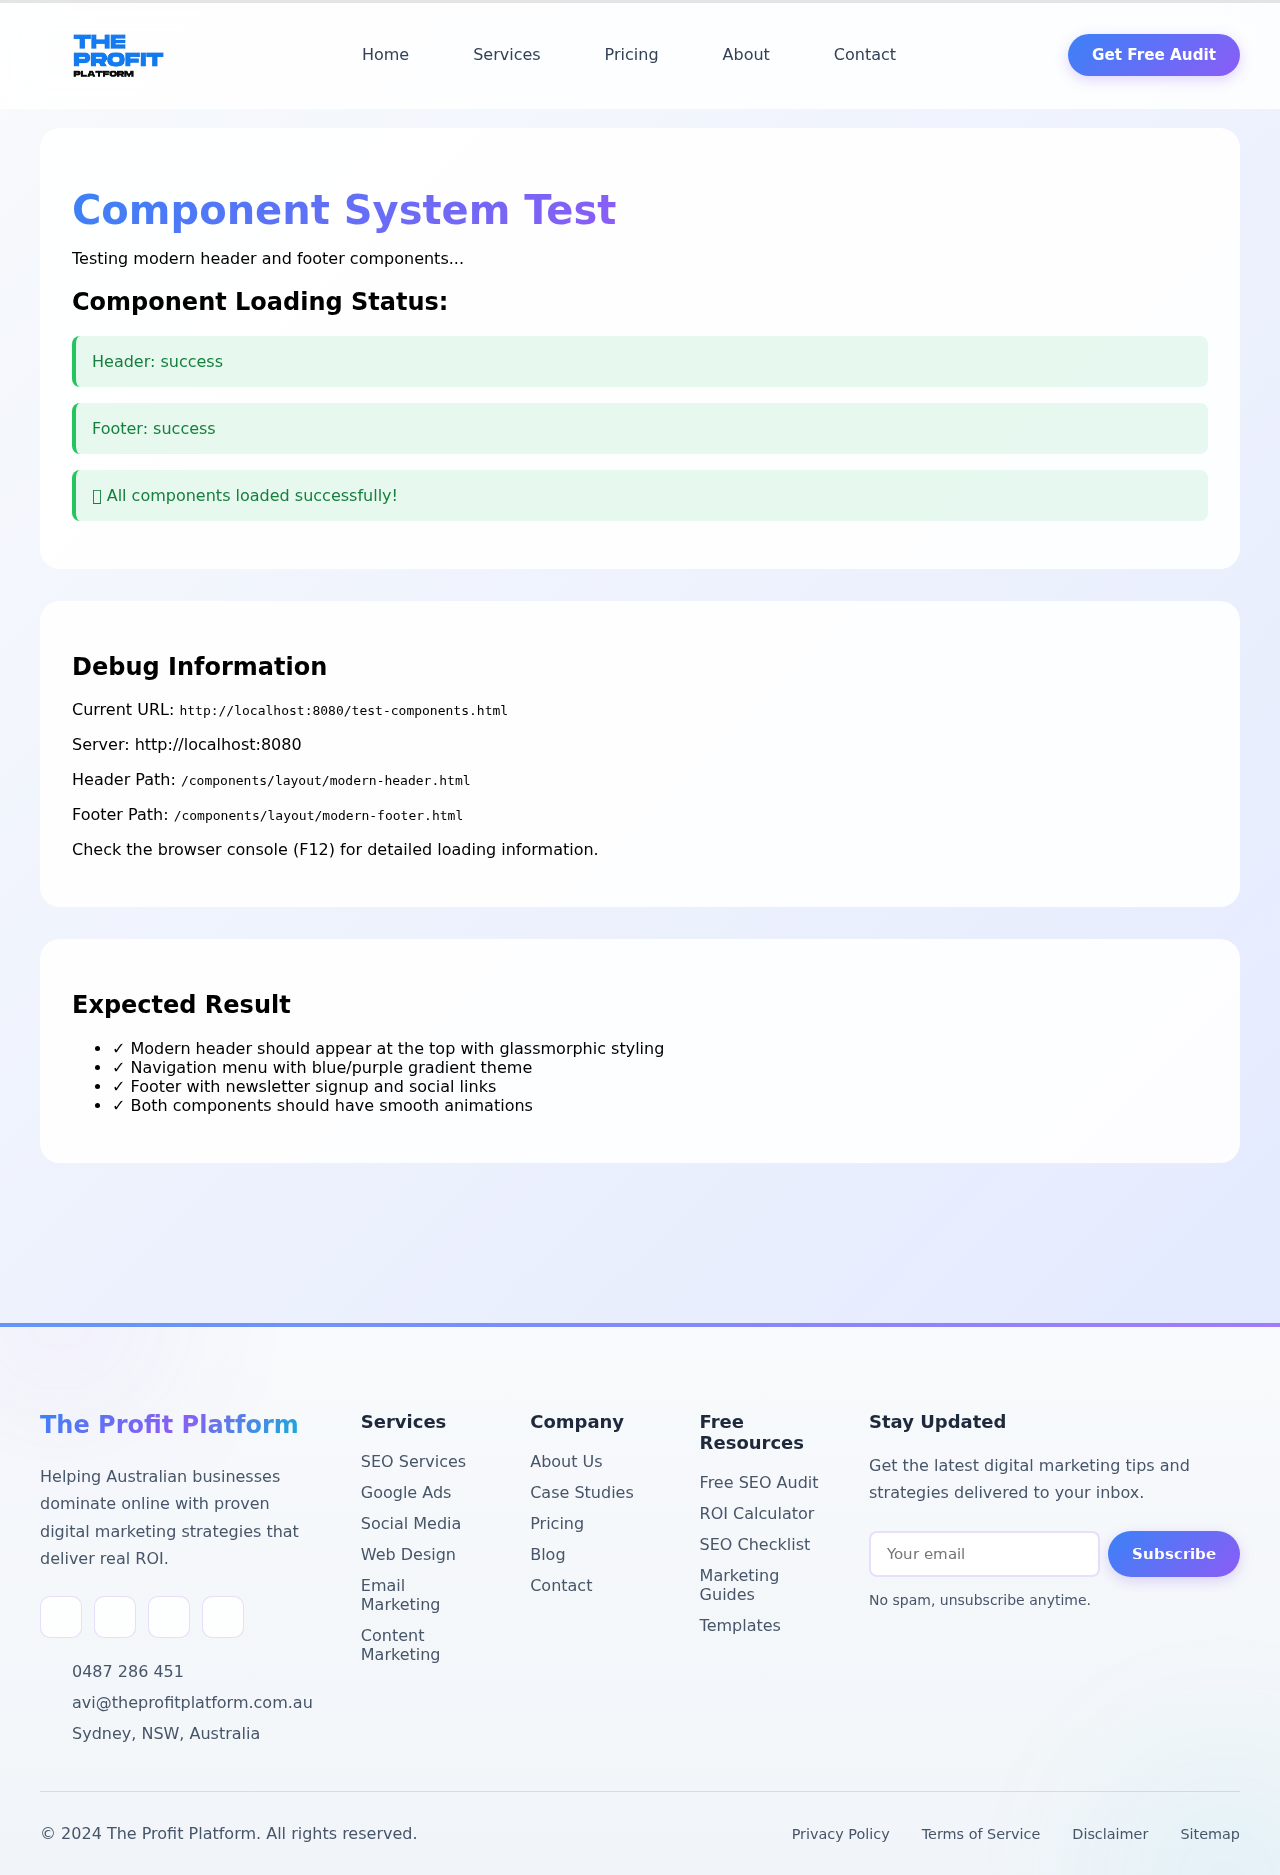 THE
PROFIT
PLATFORM
Home Services Pricing About Contact
Get Free Audit
Component System Test
Testing modern header and footer components...
Component Loading Status:
Header: success
Footer: success
All components loaded successfully!
Debug Information
Current URL: http://localhost:8080/test-components.html
Server: http://localhost:8080
Header Path: /components/layout/modern-header.html
Footer Path: /components/layout/modern-footer.html
Check the browser console (F12) for detailed loading information.
Expected Result
• ✓ Modern header should appear at the top with glassmorphic styling
• ✓ Navigation menu with blue/purple gradient theme
• ✓ Footer with newsletter signup and social links
• ✓ Both components should have smooth animations
The Profit Platform
Helping Australian businesses
dominate online with proven
digital marketing strategies that
deliver real ROI.
0487 286 451
avi@theprofitplatform.com.au
Sydney, NSW, Australia
Services
SEO Services
Google Ads
Social Media
Web Design
Email
Marketing
Content
Marketing
Company
About Us
Case Studies
Pricing
Blog
Contact
Free
Resources
Free SEO Audit
ROI Calculator
SEO Checklist
Marketing
Guides
Templates
Stay Updated
Get the latest digital marketing tips and
strategies delivered to your inbox.
Your email
Subscribe
No spam, unsubscribe anytime.
© 2024 The Profit Platform. All rights reserved.
Privacy Policy Terms of Service Disclaimer Sitemap